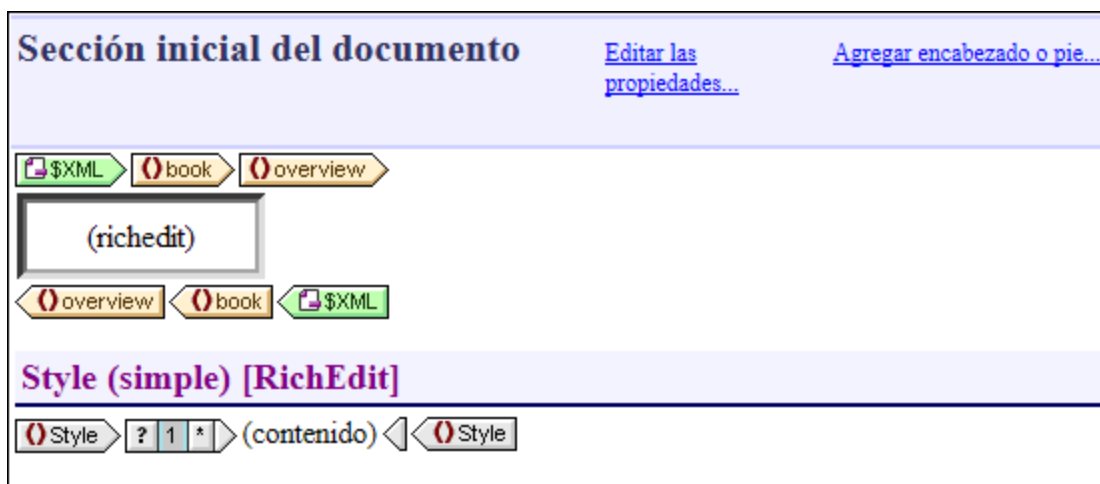 Sección inicial del documento Editar las propiedades... Agregar encabezado o pie...
$XML book overview
(richedit)
overview book $XML
Style (simple) [RichEdit]
Style ? 1 * (contenido) Style